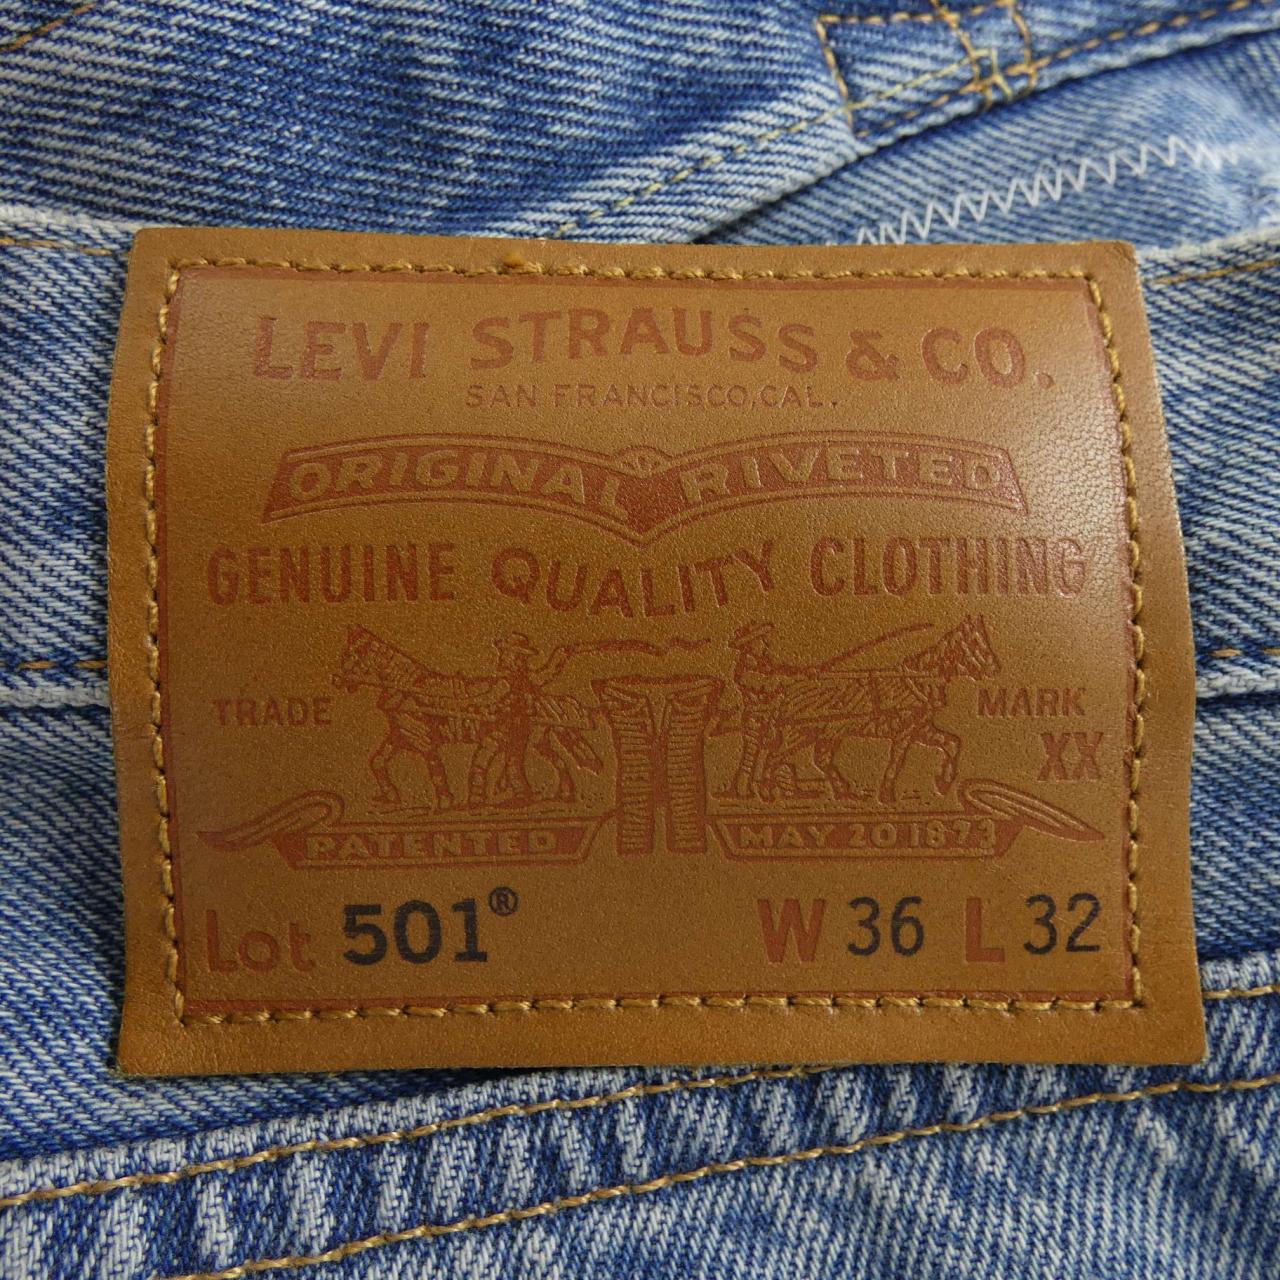 LEVI STRAUSS & CO.
SAN FRANCISCO, CAL.
ORIGINAL RIVETED
GENUINE QUALITY CLOTHING
TRADE MARK
XX
PATENTED MAY 20 1873
Lot 501® W 36 L 32